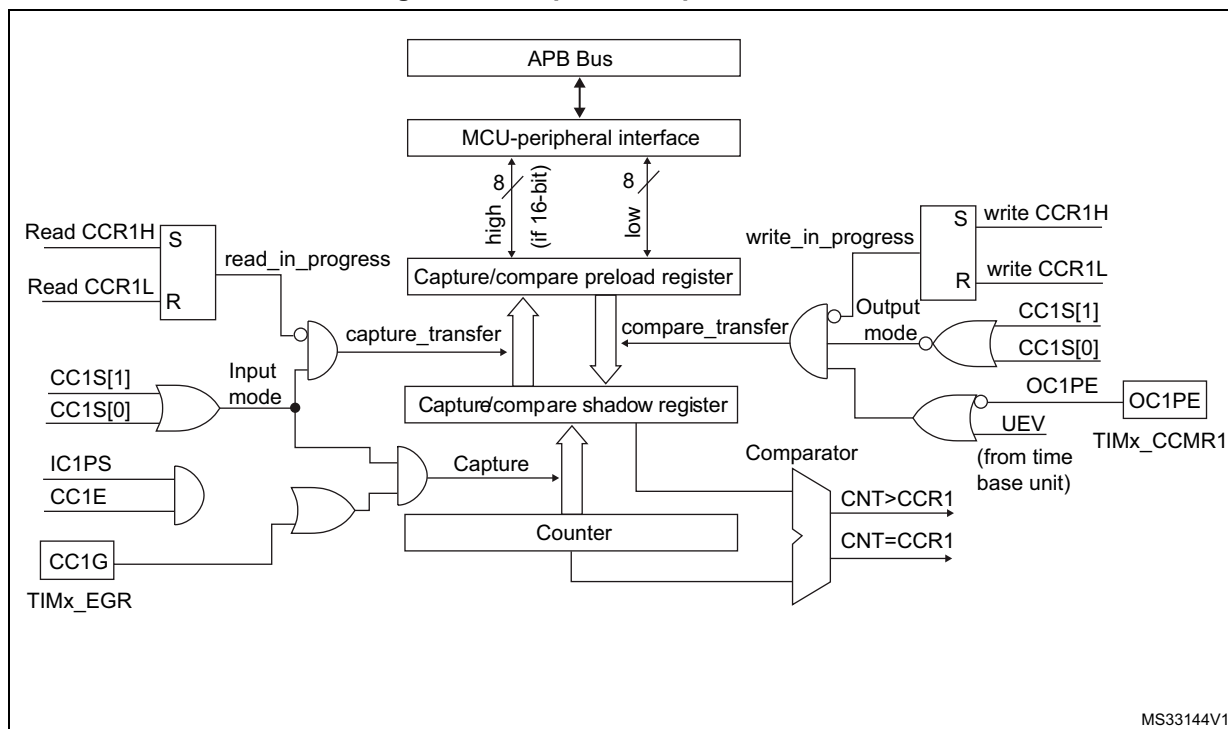 APB Bus
MCU-peripheral interface
8
high
(if 16-bit)
8
low
Read CCR1H
Read CCR1L
S
R
read_in_progress
write_in_progress
S
R
write CCR1H
write CCR1L
Capture/compare preload register
capture_transfer
compare_transfer
Output
mode
CC1S[1]
CC1S[0]
CC1S[1]
CC1S[0]
Input
mode
Capture/compare shadow register
OC1PE
OC1PE
TIMx_CCMR1
UEV
(from time
base unit)
IC1PS
CC1E
Capture
Comparator
CNT>CCR1
CNT=CCR1
Counter
CC1G
TIMx_EGR
MS33144V1